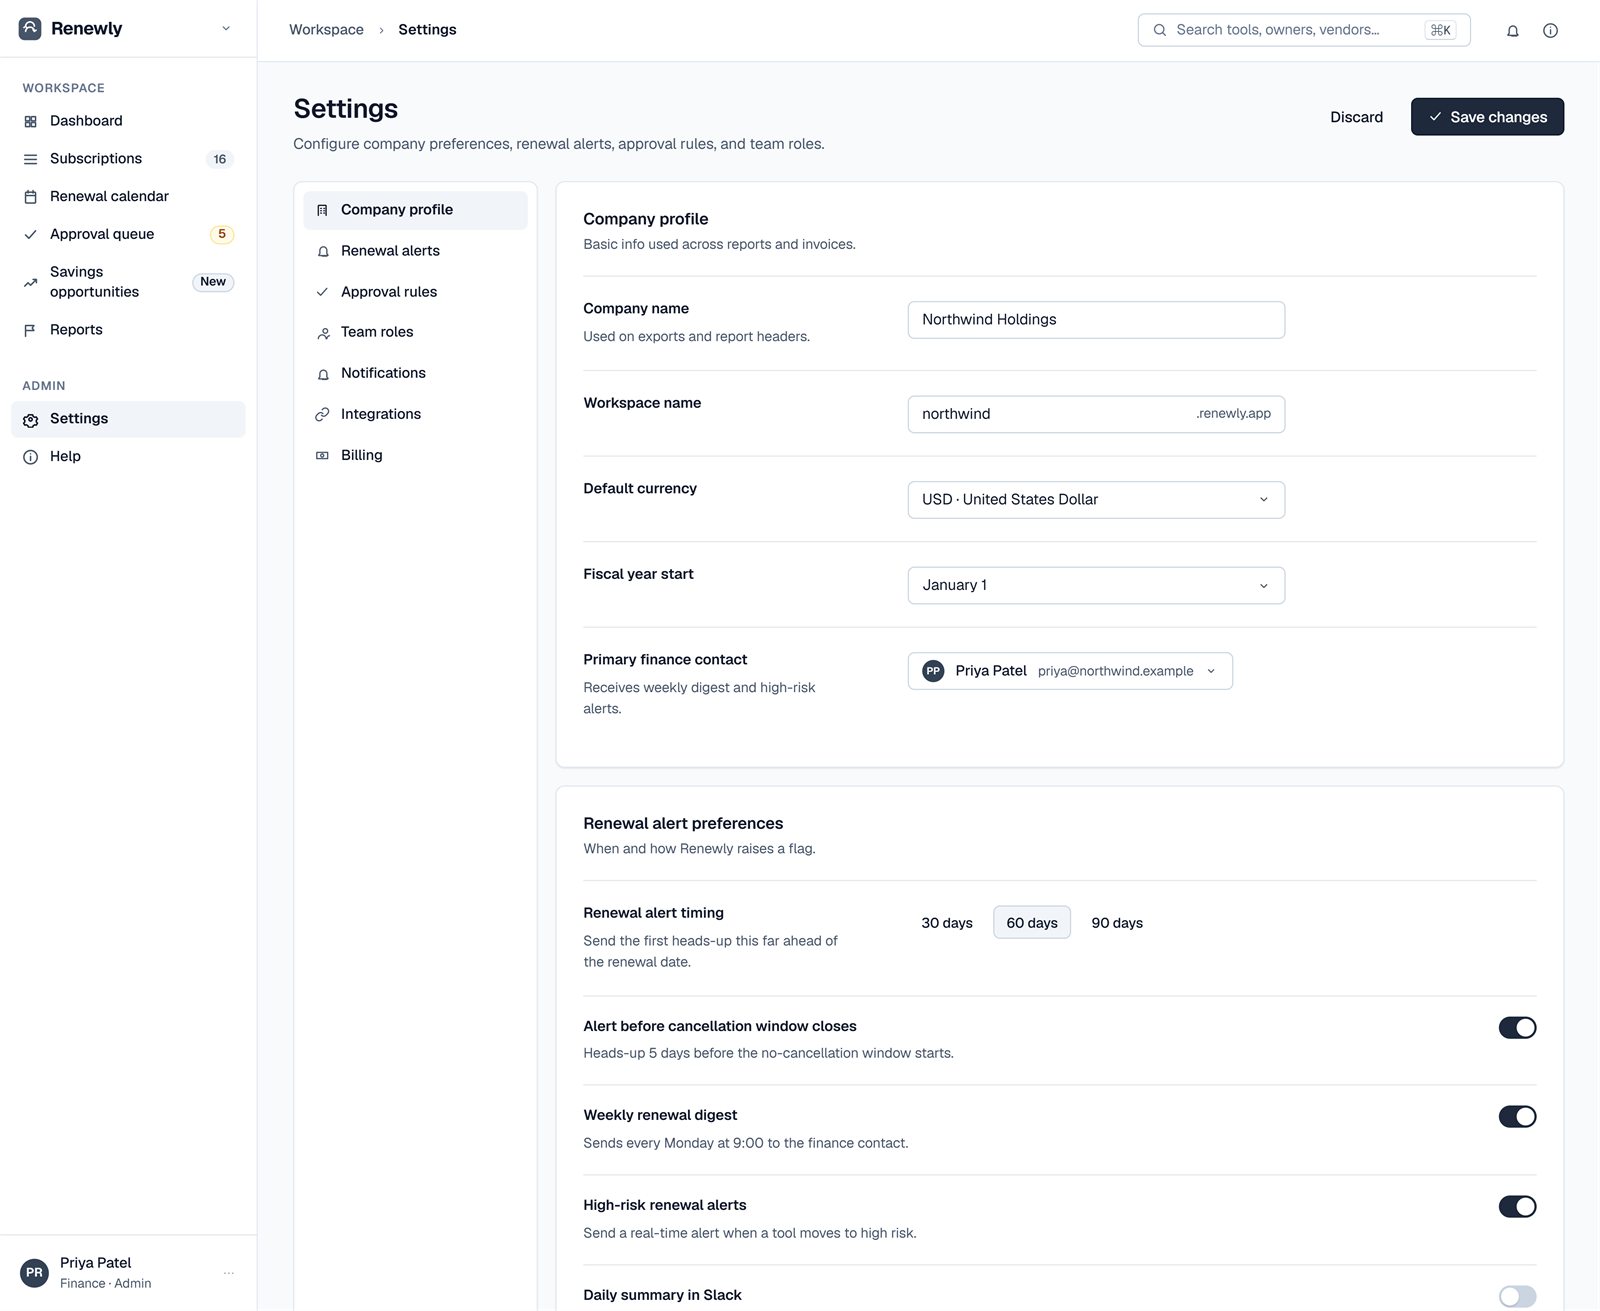 Renewly
WORKSPACE
Dashboard
Subscriptions 16
Renewal calendar
Approval queue 5
Savings
opportunities New
Reports
ADMIN
Settings
Help
PR Priya Patel
Finance · Admin
...
Workspace › Settings
Search tools, owners, vendors... ⌘K
Settings
Configure company preferences, renewal alerts, approval rules, and team roles.
Discard
Save changes
Company profile
Renewal alerts
Approval rules
Team roles
Notifications
Integrations
Billing
Company profile
Basic info used across reports and invoices.
Company name
Used on exports and report headers.
Northwind Holdings
Workspace name
northwind .renewly.app
Default currency
USD · United States Dollar
Fiscal year start
January 1
Primary finance contact
Receives weekly digest and high-risk
alerts.
PP Priya Patel priya@northwind.example
Renewal alert preferences
When and how Renewly raises a flag.
Renewal alert timing
Send the first heads-up this far ahead of
the renewal date.
30 days 60 days 90 days
Alert before cancellation window closes
Heads-up 5 days before the no-cancellation window starts.
Weekly renewal digest
Sends every Monday at 9:00 to the finance contact.
High-risk renewal alerts
Send a real-time alert when a tool moves to high risk.
Daily summary in Slack